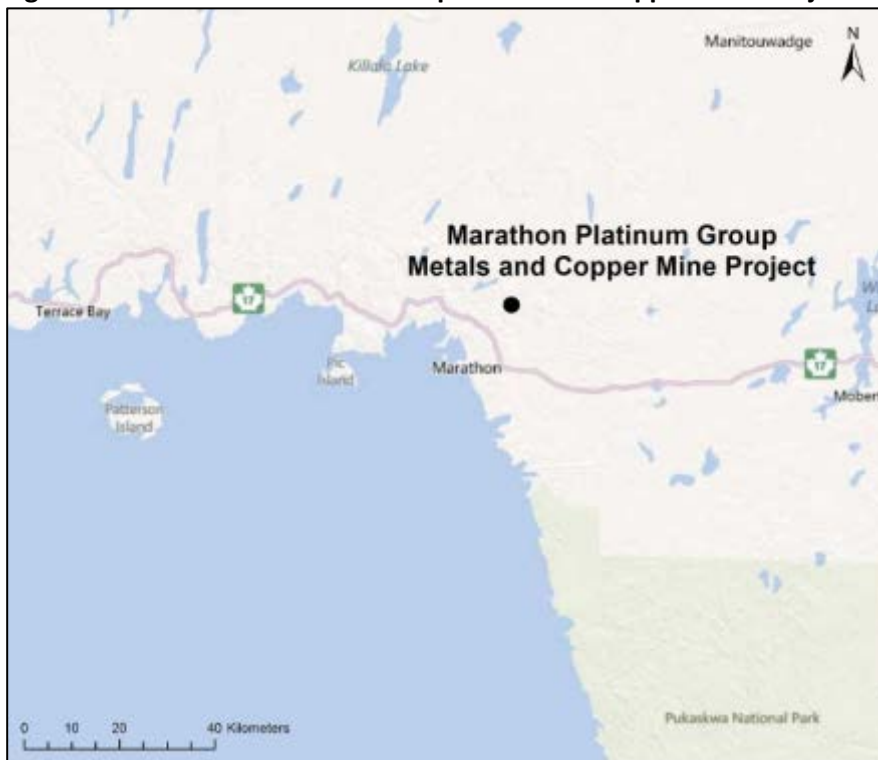 Manitouwadge
N
Killala Lake
Marathon Platinum Group
Metals and Copper Mine Project
17
Terrace Bay
Pic
Island
Marathon
17
Mober
Patterson
Island
0 10 20 40 Kilometers
Pukaskwa National Park